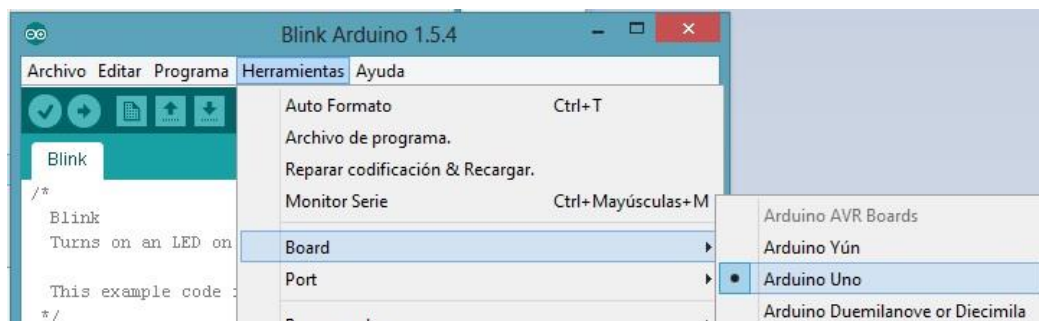 Blink Arduino 1.5.4
Archivo Editar Programa Herramientas Ayuda
Auto Formato Ctrl+T
Archivo de programa.
Reparar codificación & Recargar.
Monitor Serie Ctrl+Mayúsculas+M
Board
Port
Blink
/*
Blink
Turns on an LED on
This example code
*/
Arduino AVR Boards
Arduino Yún
Arduino Uno
Arduino Duemilanove or Diecimila